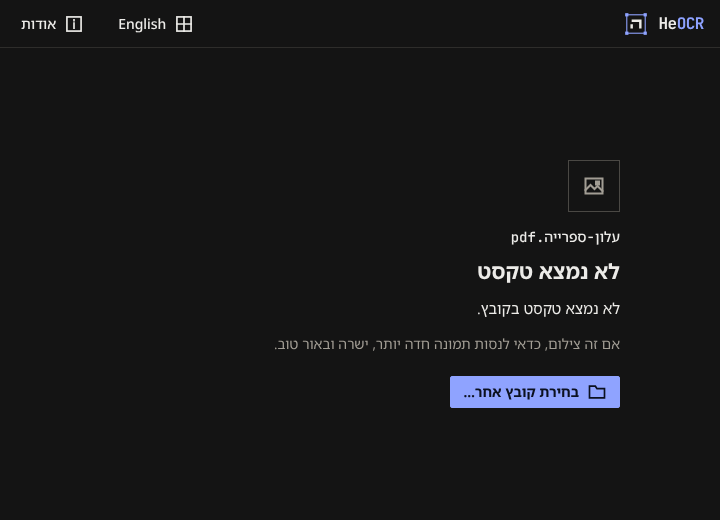 HeOCR
English
אודות
עלון-ספרייה.pdf
לא נמצא טקסט
לא נמצא טקסט בקובץ.
אם זה צילום, כדאי לנסות תמונה חדה יותר, ישרה ובאור טוב.
בחירת קובץ אחר...